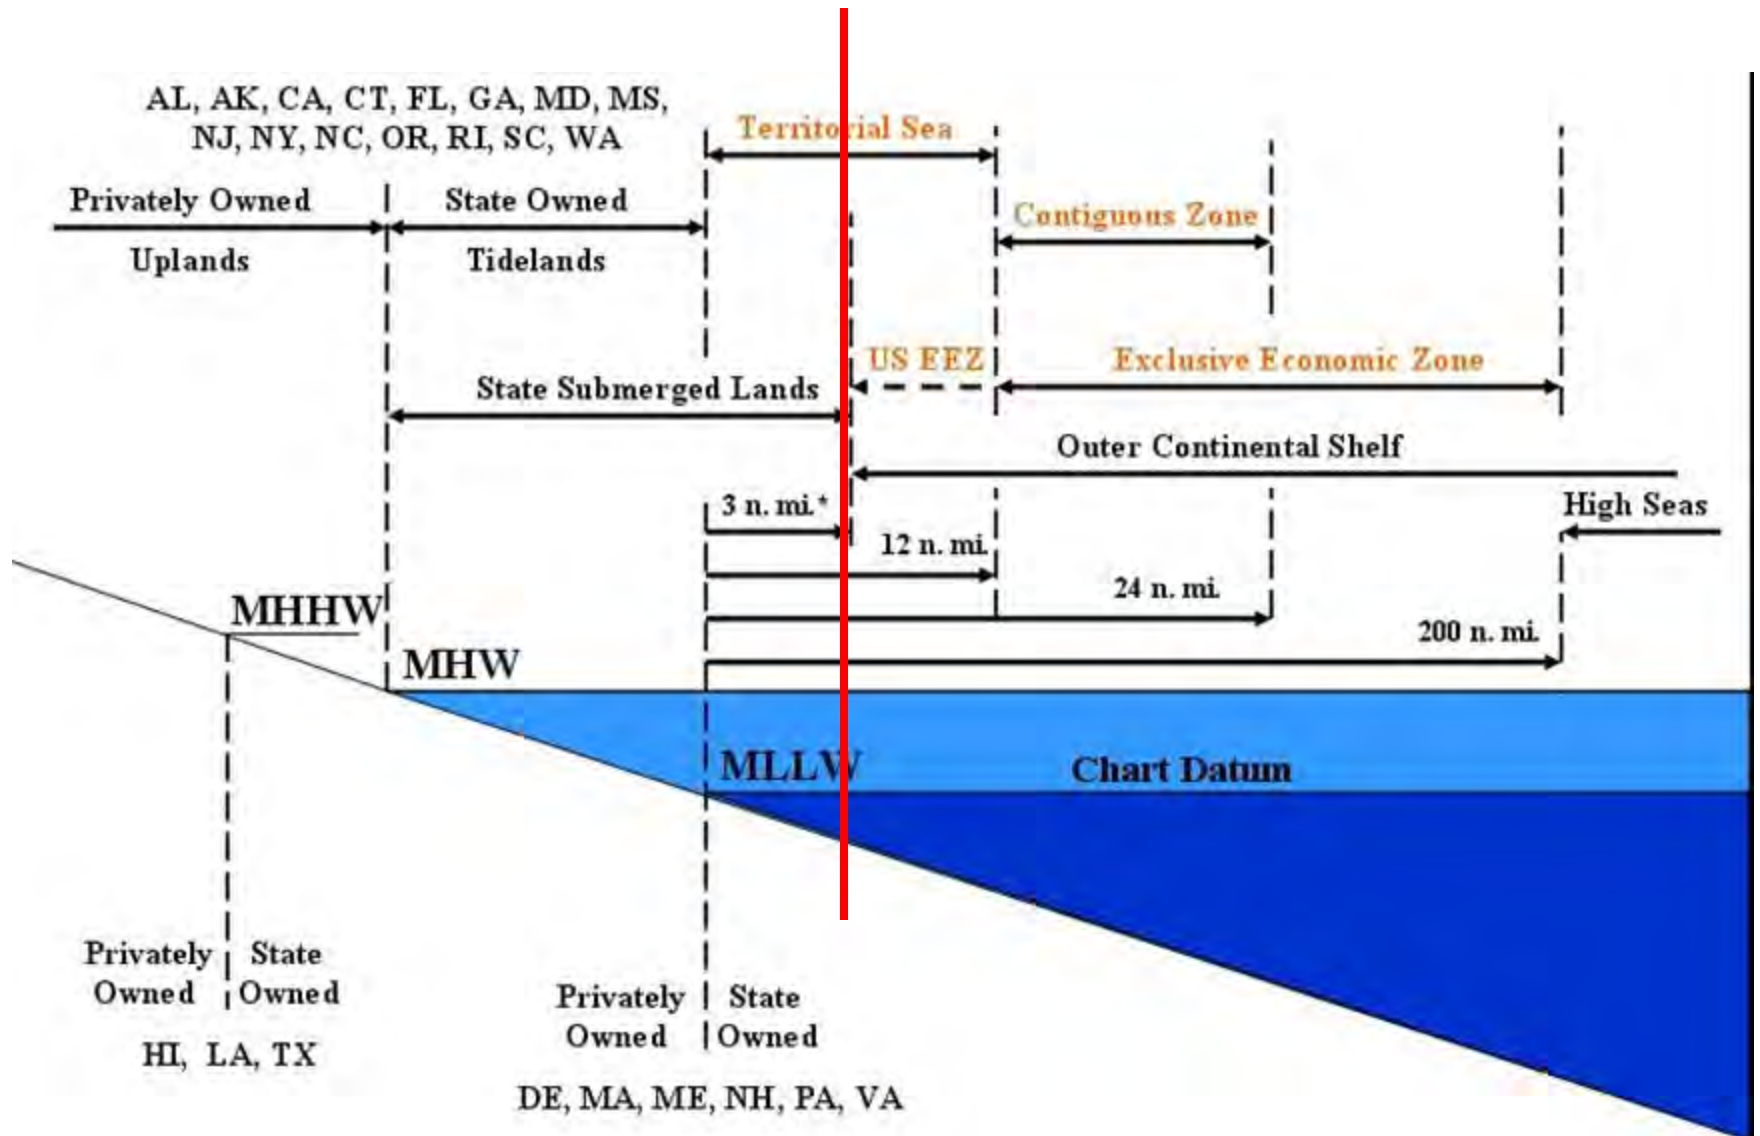 AL, AK, CA, CT, FL, GA, MD, MS,
NJ, NY, NC, OR, RI, SC, WA
Territorial Sea
Privately Owned
State Owned
Contiguous Zone
Uplands
Tidelands
US EEZ
Exclusive Economic Zone
State Submerged Lands
Outer Continental Shelf
3 n. mi.*
High Seas
12 n. mi.
24 n. mi.
MHHW
200 n. mi.
MHW
MLLW
Chart Datum
Privately
Owned
State
Owned
HI, LA, TX
Privately
Owned
State
Owned
DE, MA, ME, NH, PA, VA